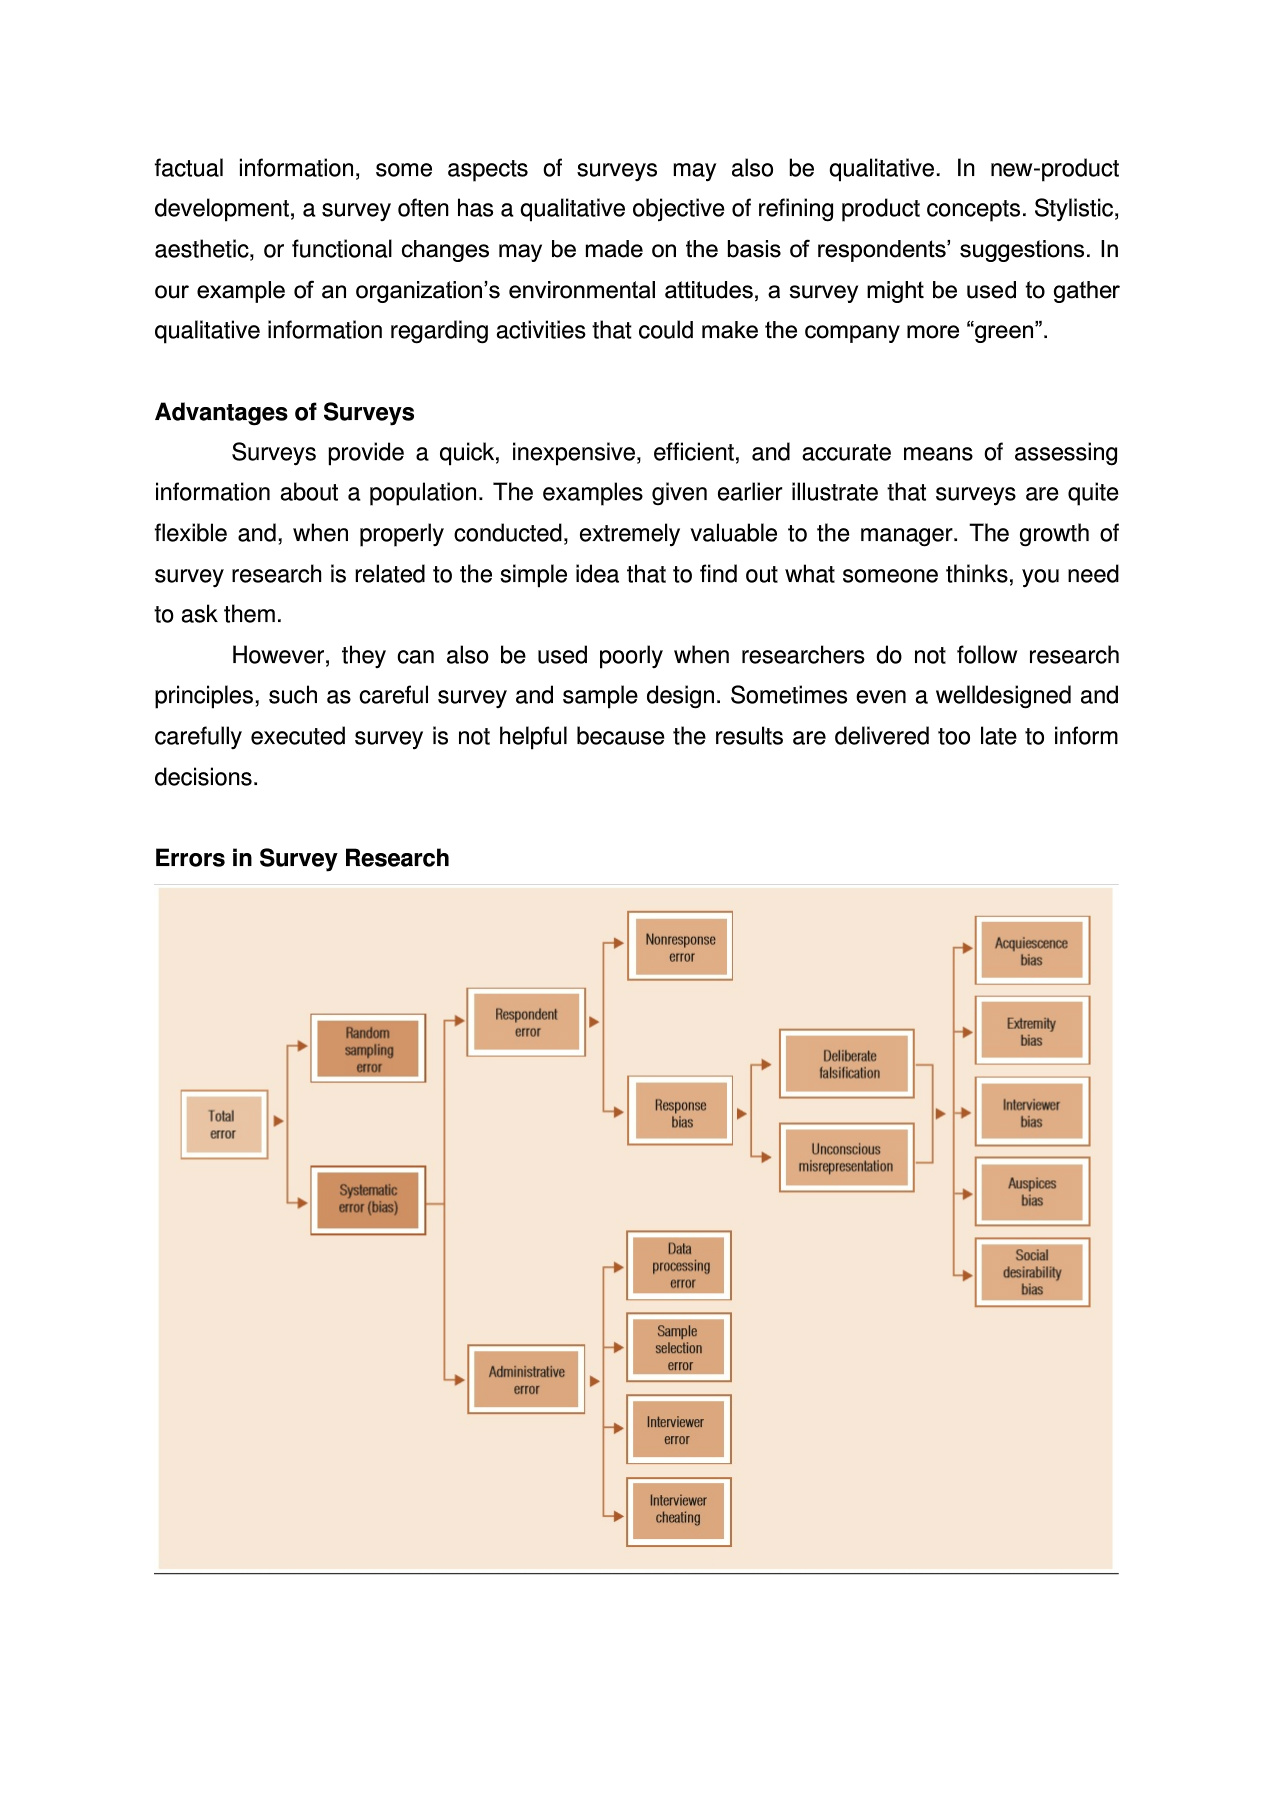 factual information, some aspects of surveys may also be qualitative. In new-product
development, a survey often has a qualitative objective of refining product concepts. Stylistic,
aesthetic, or functional changes may be made on the basis of respondents’ suggestions. In
our example of an organization’s environmental attitudes, a survey might be used to gather
qualitative information regarding activities that could make the company more “green”.
Advantages of Surveys
Surveys provide a quick, inexpensive, efficient, and accurate means of assessing
information about a population. The examples given earlier illustrate that surveys are quite
flexible and, when properly conducted, extremely valuable to the manager. The growth of
survey research is related to the simple idea that to find out what someone thinks, you need
to ask them.
However, they can also be used poorly when researchers do not follow research
principles, such as careful survey and sample design. Sometimes even a welldesigned and
carefully executed survey is not helpful because the results are delivered too late to inform
decisions.
Errors in Survey Research
Total
error
Random
sampling
error
Systematic
error (bias)
Respondent
error
Administrative
error
Nonresponse
error
Response
bias
Data
processing
error
Sample
selection
error
Interviewer
error
Interviewer
cheating
Deliberate
falsification
Unconscious
misrepresentation
Acquiescence
bias
Extremity
bias
Interviewer
bias
Auspices
bias
Social
desirability
bias